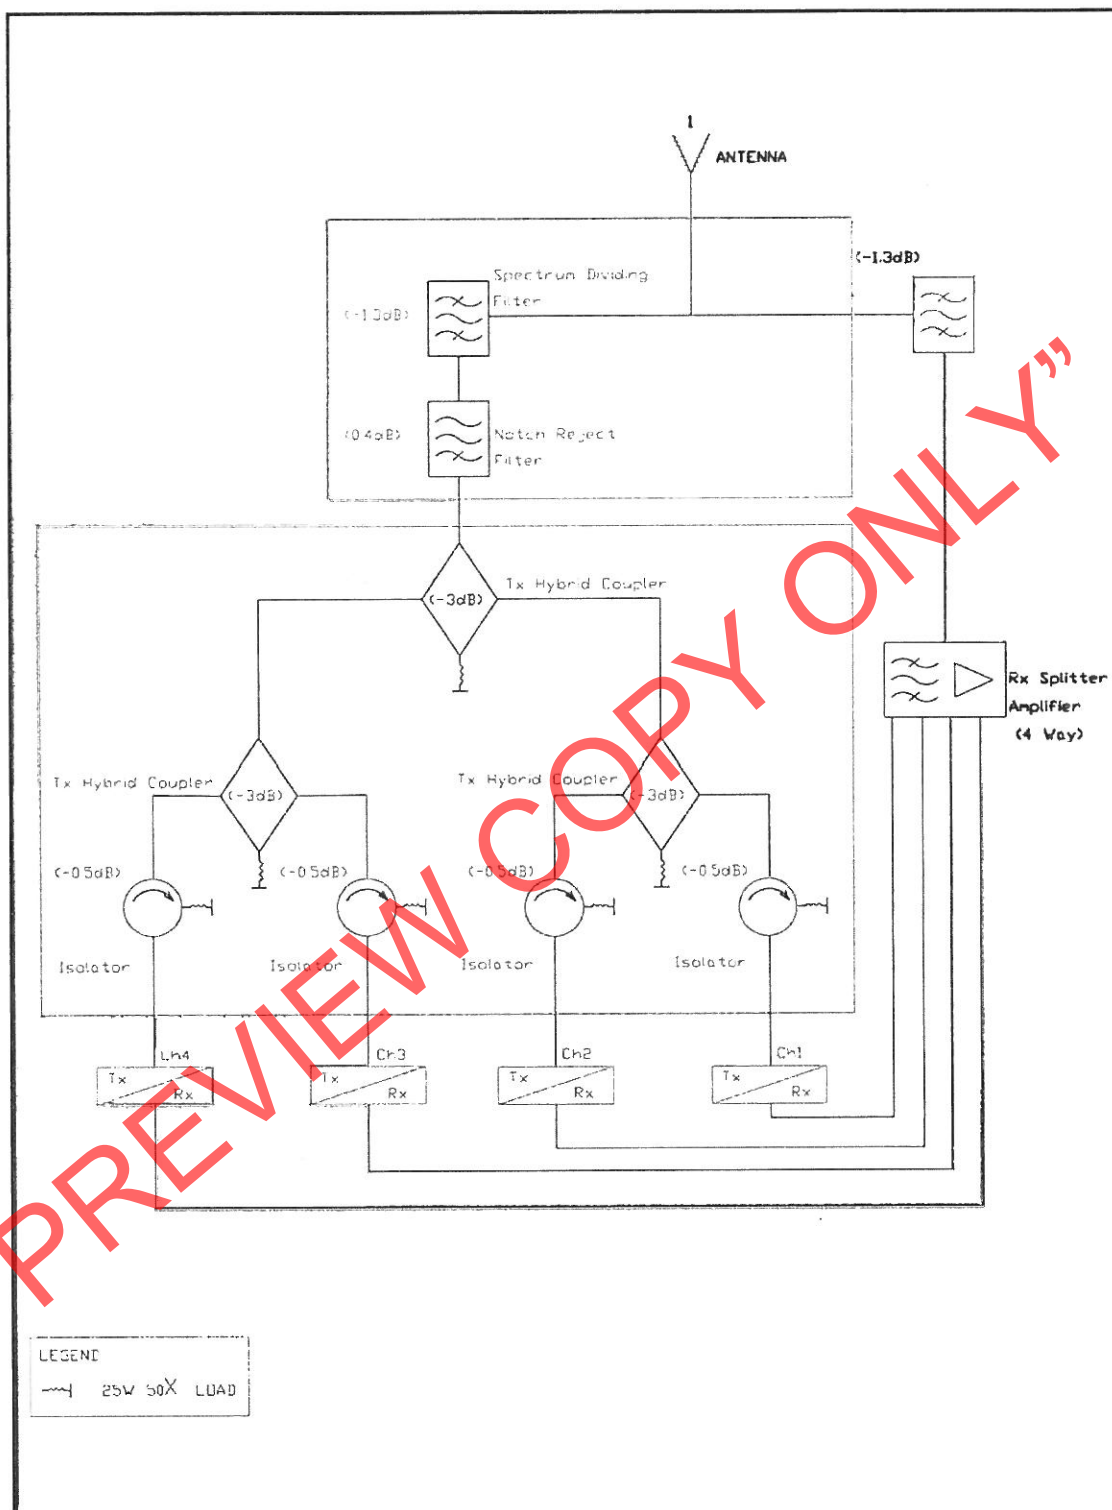 1
ANTENNA
(-1.3dB)
Spectrum Dividing
Filter
(-1.3dB)
(0.4dB)
Notch Reject
Filter
Tx Hybrid Coupler
(-3dB)
Rx Splitter
Amplifier
(4 Way)
Tx Hybrid Coupler
(-3dB)
Tx Hybrid Coupler
(-3dB)
(-0.5dB)
(-0.5dB)
(-0.5dB)
(-0.5dB)
Isolator
Isolator
Isolator
Isolator
Ch4
Ch3
Ch2
Ch1
Tx
Rx
Tx
Rx
Tx
Rx
Tx
Rx
LEGEND
25W 50X LOAD
PREVIEW COPY ONLY”